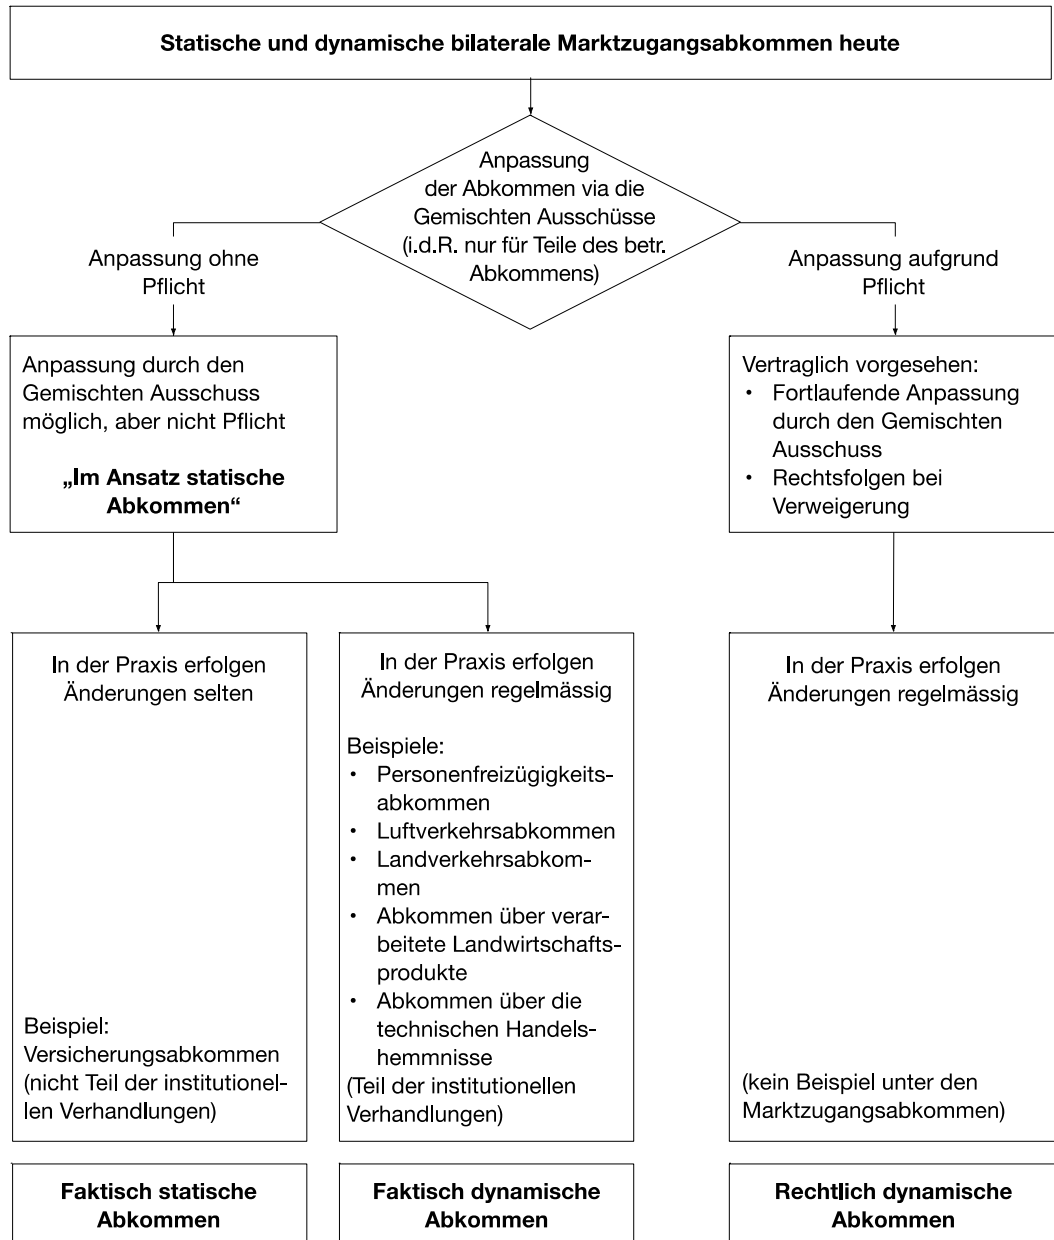 Statische und dynamische bilaterale Marktzugangsabkommen heute
Anpassung
der Abkommen via die
Gemischten Ausschüsse
(i.d.R. nur für Teile des betr.
Abkommens)
Anpassung ohne
Pflicht
Anpassung aufgrund
Pflicht
Anpassung durch den
Gemischten Ausschuss
möglich, aber nicht Pflicht
„Im Ansatz statische
Abkommen“
Vertraglich vorgesehen:
• Fortlaufende Anpassung
durch den Gemischten
Ausschuss
• Rechtsfolgen bei
Verweigerung
In der Praxis erfolgen
Änderungen selten
Beispiel:
Versicherungsabkommen
(nicht Teil der institutionel-
len Verhandlungen)
In der Praxis erfolgen
Änderungen regelmässig
Beispiele:
• Personenfreizügigkeits-
abkommen
• Luftverkehrsabkommen
• Landverkehrsabkom-
men
• Abkommen über verar-
beitete Landwirtschafts-
produkte
• Abkommen über die
technischen Handels-
hemmnisse
(Teil der institutionellen
Verhandlungen)
In der Praxis erfolgen
Änderungen regelmässig
(kein Beispiel unter den
Marktzugangsabkommen)
Faktisch statische
Abkommen
Faktisch dynamische
Abkommen
Rechtlich dynamische
Abkommen